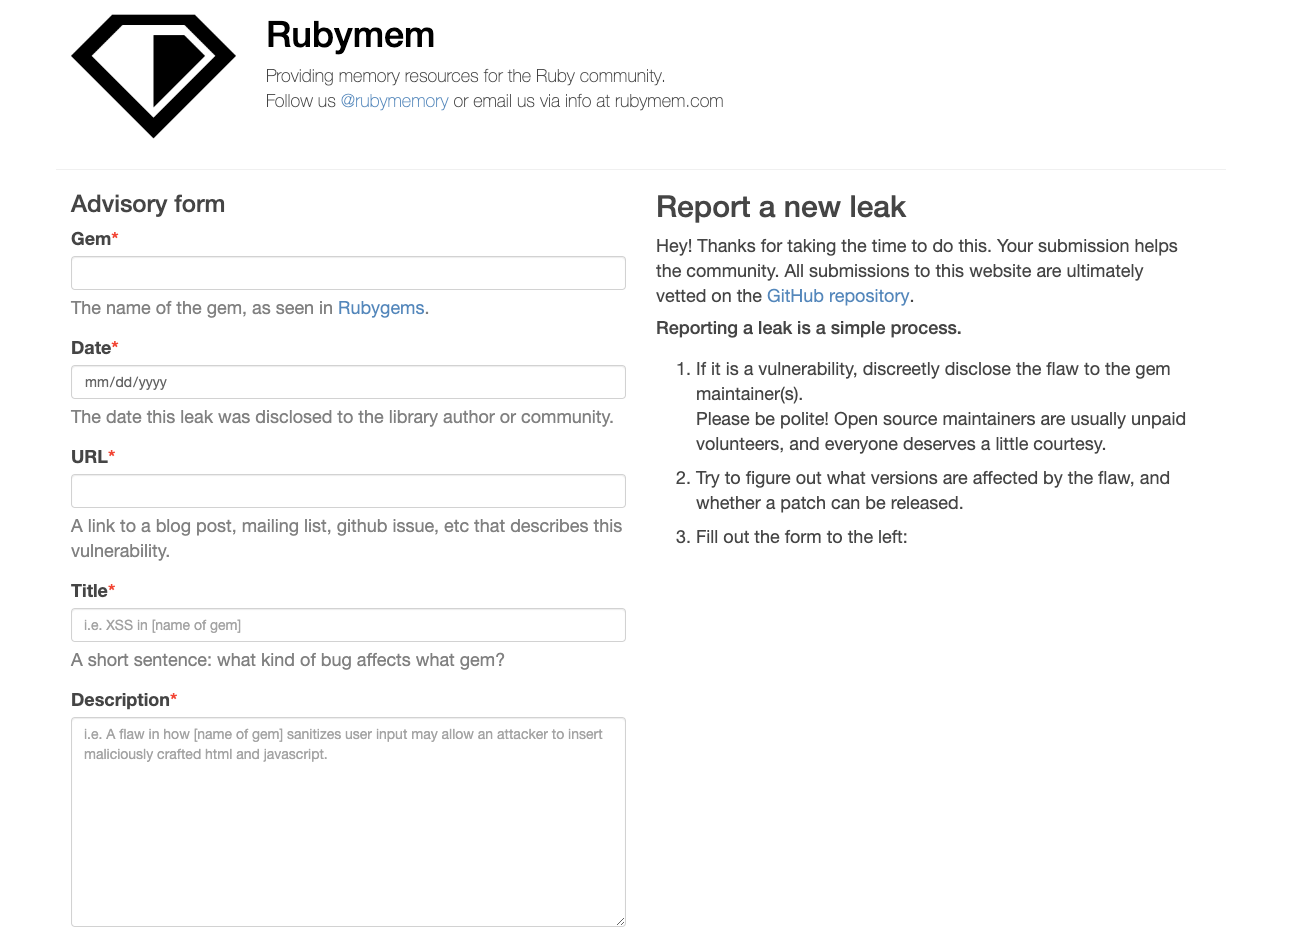 Rubymem
Providing memory resources for the Ruby community.
Follow us @rubymemory or email us via info at rubymem.com
Advisory form
Gem*
The name of the gem, as seen in Rubygems.
Date*
mm/dd/yyyy
The date this leak was disclosed to the library author or community.
URL*
A link to a blog post, mailing list, github issue, etc that describes this
vulnerability.
Title*
i.e. XSS in [name of gem]
A short sentence: what kind of bug affects what gem?
Description*
i.e. A flaw in how [name of gem] sanitizes user input may allow an attacker to insert
maliciously crafted html and javascript.
Report a new leak
Hey! Thanks for taking the time to do this. Your submission helps
the community. All submissions to this website are ultimately
vetted on the GitHub repository.
Reporting a leak is a simple process.
1. If it is a vulnerability, discreetly disclose the flaw to the gem
maintainer(s).
Please be polite! Open source maintainers are usually unpaid
volunteers, and everyone deserves a little courtesy.
2. Try to figure out what versions are affected by the flaw, and
whether a patch can be released.
3. Fill out the form to the left: